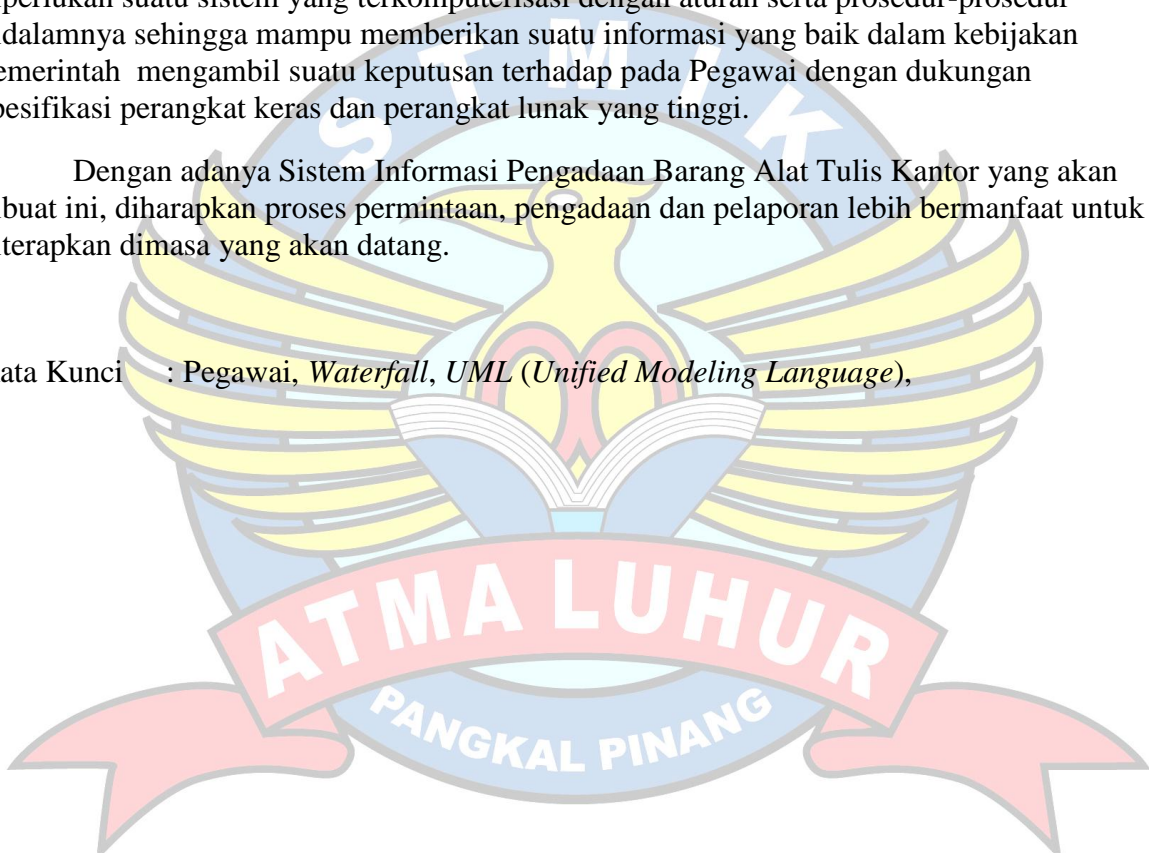 suatu sistem yang terkomputerisasi dengan aturan serta prosedur-prosedur
dalamnya sehingga mampu memberikan suatu informasi yang baik dalam kebijakan
emerintah mengambil suatu keputusan terhadap pada Pegawai dengan dukungan
pesifikasi perangkat keras dan perangkat lunak yang tinggi.
Dengan adanya Sistem Informasi Pengadaan Barang Alat Tulis Kantor yang akan
ibuat ini, diharapkan proses permintaan, pengadaan dan pelaporan lebih bermanfaat untuk
iterapkan dimasa yang akan datang.
ata Kunci : Pegawai, Waterfall, UML (Unified Modeling Language),
STMIK
ATMA LUHUR
PANGKAL PINANG